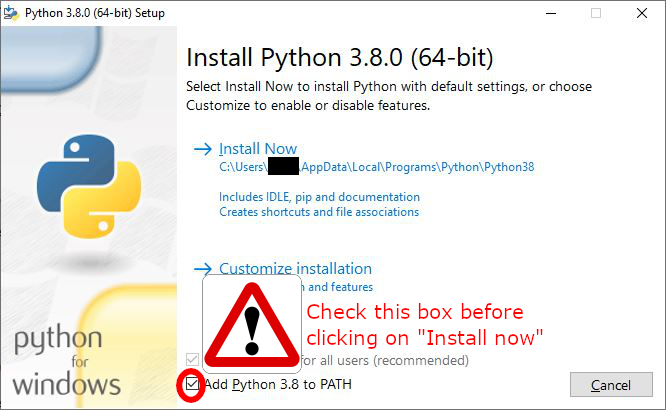 Python 3.8.0 (64-bit) Setup
Install Python 3.8.0 (64-bit)
Select Install Now to install Python with default settings, or choose
Customize to enable or disable features.
Install Now
C:\Users\ \AppData\Local\Programs\Python\Python38
Includes IDLE, pip and documentation
Creates shortcuts and file associations
Customize installation
and features
Check this box before
clicking on "Install now"
for all users (recommended)
Add Python 3.8 to PATH
Cancel
python
for
windows